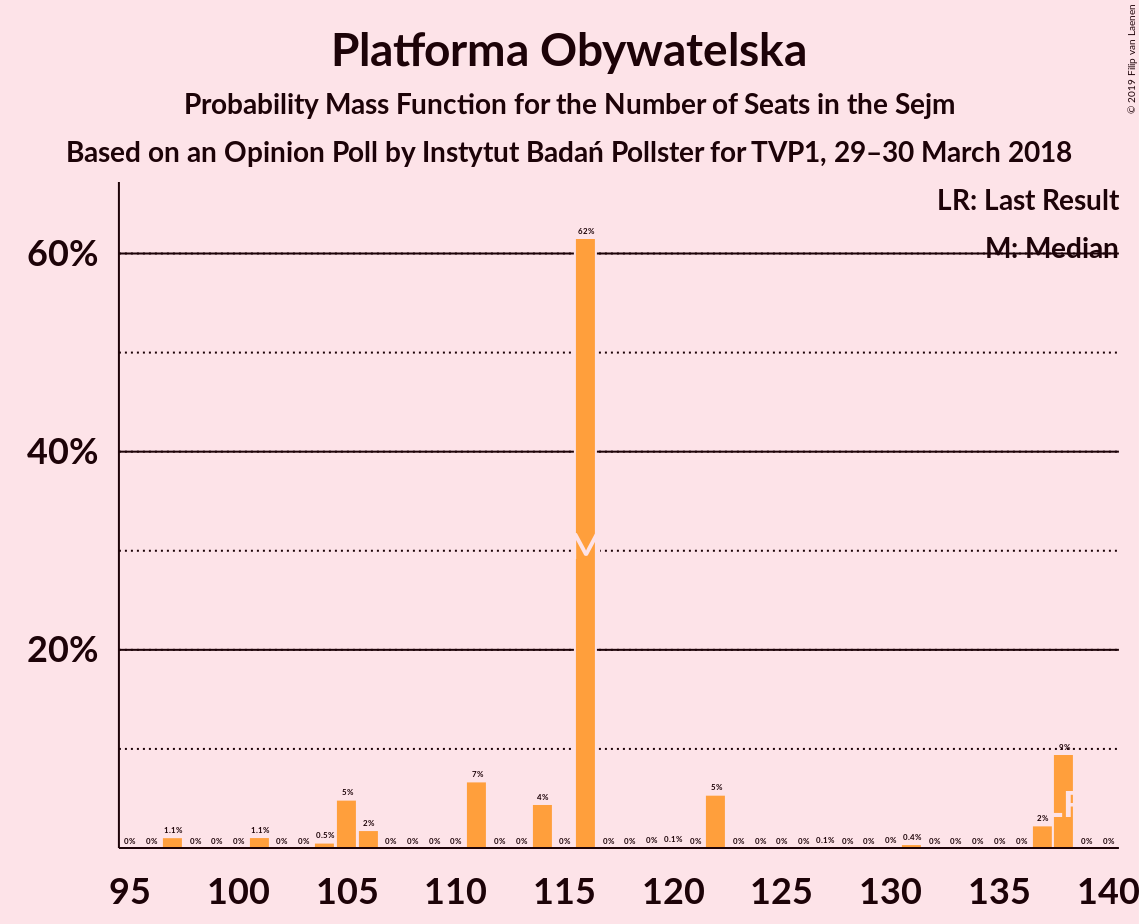 Platforma Obywatelska
Probability Mass Function for the Number of Seats in the Sejm
Based on an Opinion Poll by Instytut Badań Pollster for TVP1, 29–30 March 2018
© 2019 Filip van Laenen
LR: Last Result
M: Median
60%
40%
20%
0% 0% 1.1% 0% 0% 0% 1.1% 0% 0% 0.5% 5% 2% 0% 0% 0% 0% 7% 0% 0% 4% 0% 62% 0% 0% 0% 0.1% 0% 5% 0% 0% 0% 0% 0.1% 0% 0% 0% 0.4% 0% 0% 0% 0% 0% 2% 9% 0% 0%
M
LR
95 100 105 110 115 120 125 130 135 140